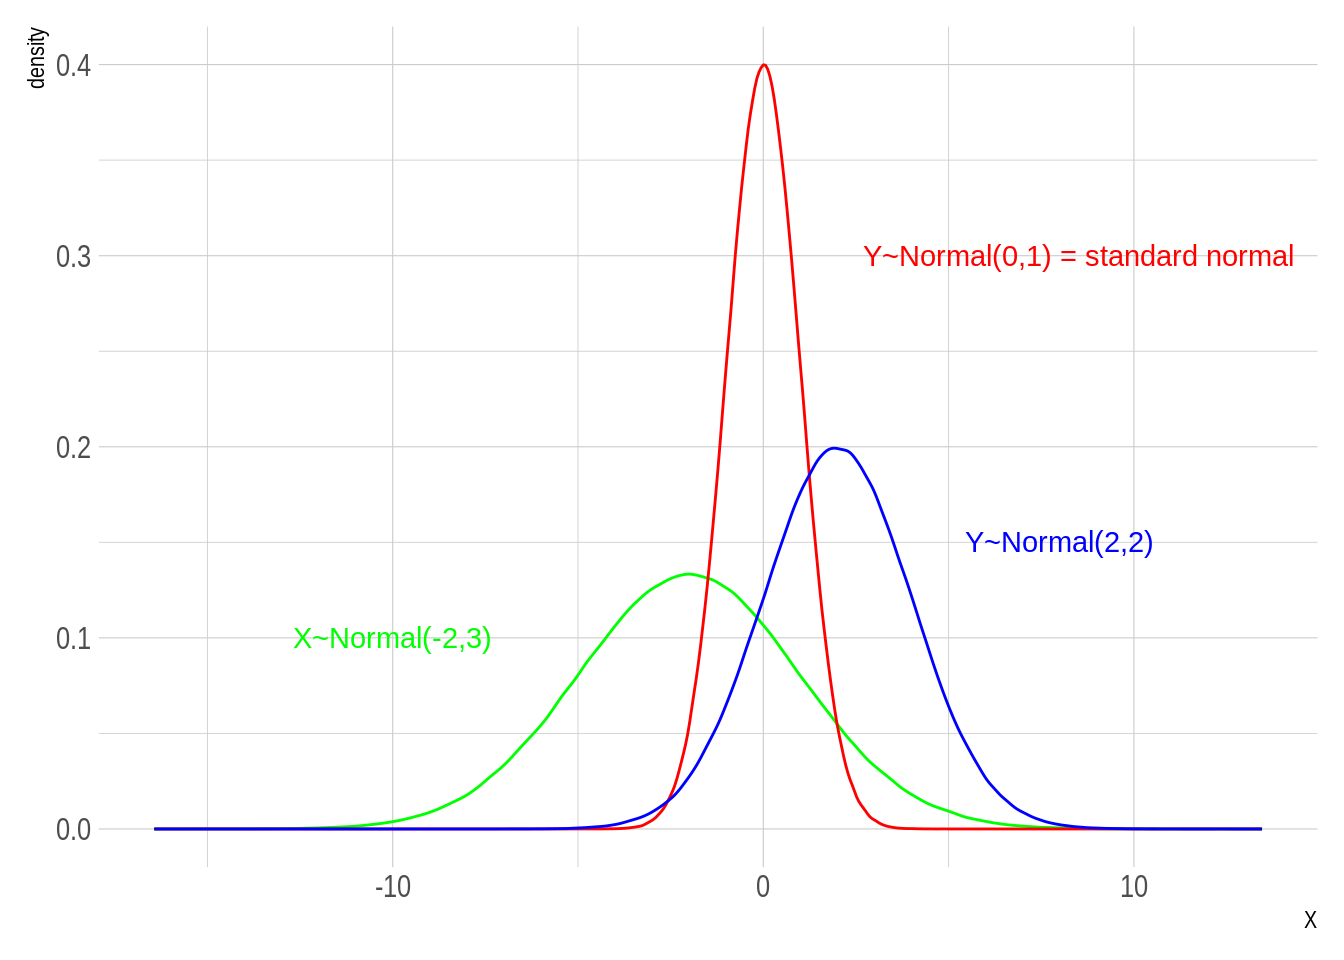 density
0.4
0.3
Y~Normal(0,1) = standard normal
0.2
Y~Normal(2,2)
0.1
X~Normal(-2,3)
0.0
-10
0
10
X